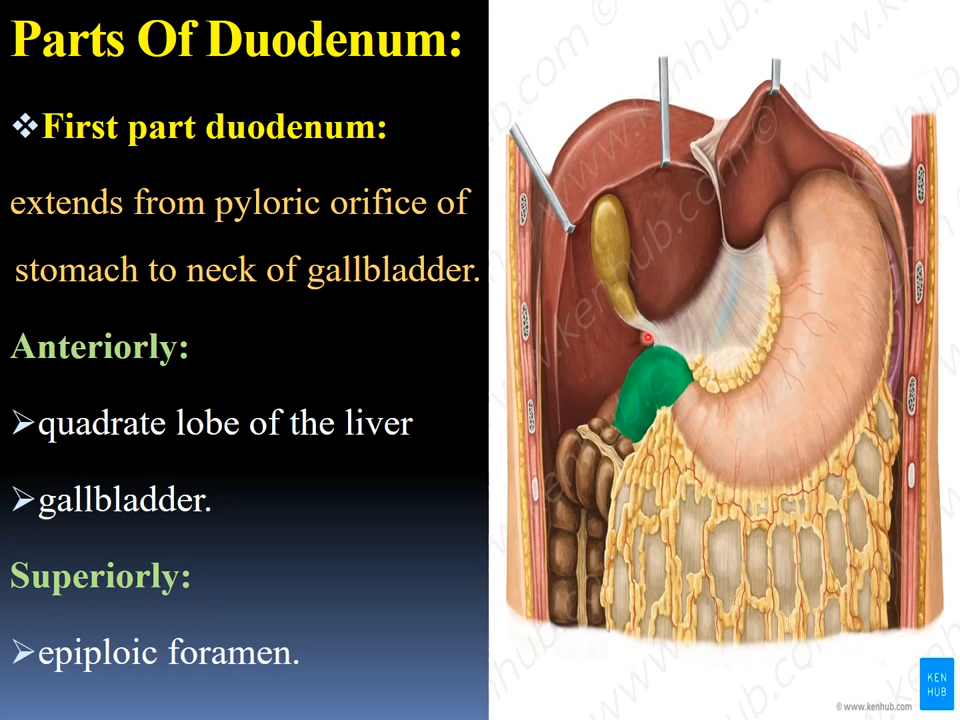 Parts Of Duodenum:
❖First part duodenum:
extends from pyloric orifice of
stomach to neck of gallbladder.
Anteriorly:
➢quadrate lobe of the liver
➢gallbladder.
Superiorly:
➢epiploic foramen.
KEN
HUB
© www.kenhub.com